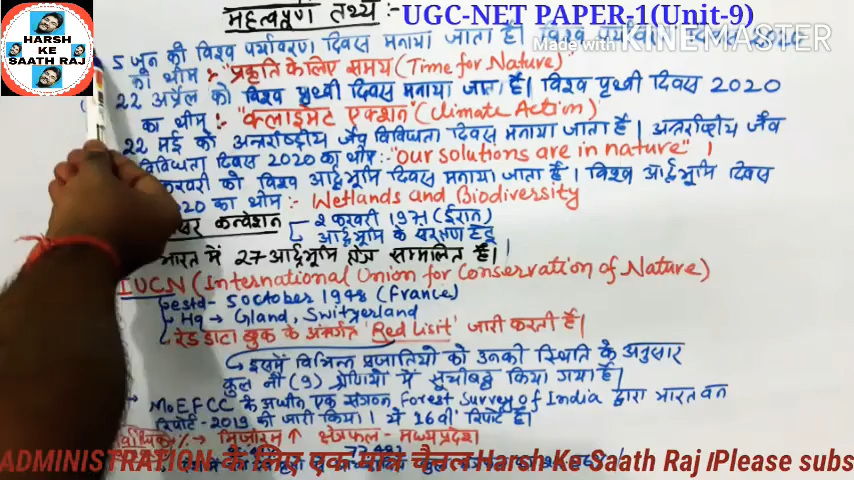 महत्वपूर्ण तथ्य :- UGC-NET PAPER-1(Unit-9)
HARSH
KE
SAATH RAJ
Made with KINEMASTER
5 जून को विश्व पर्यावरण दिवस मनाया जाता है। विश्व
का थीम :- "प्रकृति के लिए समय (Time for Nature)"
22 अप्रैल को विश्व पृथ्वी दिवस मनाया जाता है। विश्व पृथ्वी दिवस 2020
का थीम :- "क्लाइमेट एक्शन" (Climate Action)
22 मई को अन्तर्राष्ट्रीय जैव विविधता दिवस मनाया जाता है। अन्तर्राष्ट्रीय जैव
विविधता दिवस 2020 का थीम :- "Our solutions are in nature" ।
को विश्व आर्द्रभूमि दिवस मनाया जाता है। विश्व आर्द्रभूमि दिवस
20 का थीम :- Wetlands and Biodiversity
कन्वेशन 2 फरवरी 1971 (ईरान)
आर्द्रभूमि के संरक्षण हेतु
भारत में 27 आर्द्रभूमि क्षेत्र सामलित है।
IUCN (International Union for Conservation of Nature)
estd- 5 October 1948 (France)
Hq → Gland, Switzerland
रेड डाटा बुक के अंतर्गत 'Red Lisit' जारी करती है।
इसमें विभिन्न प्रजातियो को उनकी स्थिति के अनुसार
कुल नौ (9) श्रेणियो में सूचीबद्ध किया गया है।
→ MoEFCC के अधीन एक संगठन Forest Survey of India द्वारा भारत वन
रिपोर्ट-2019 को जारी किया। ये 16वीं रिपोर्ट है।
% → मिजोरम ↑ क्षेत्रफल - मध्यप्रदेश
ADMINISTRATION के लिए एक मात्र चैनल Harsh Ke Saath Raj।Please subs